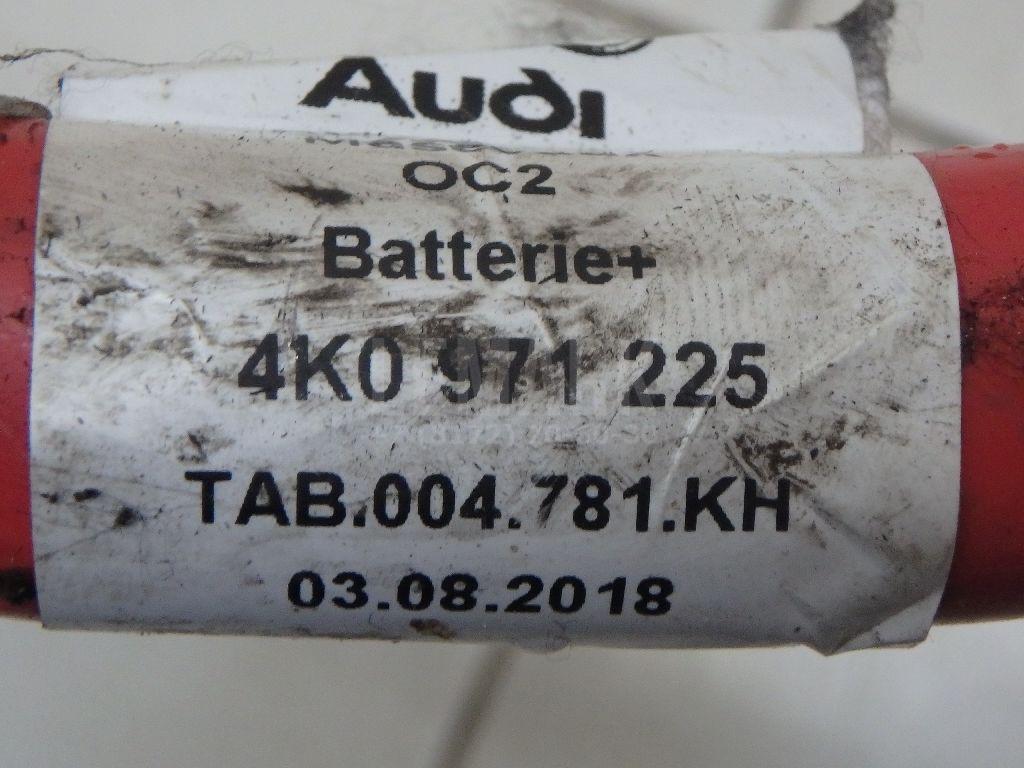 Audi
OC2
Batterie+
4K0 971 225
TAB.004.781.KH
03.08.2018